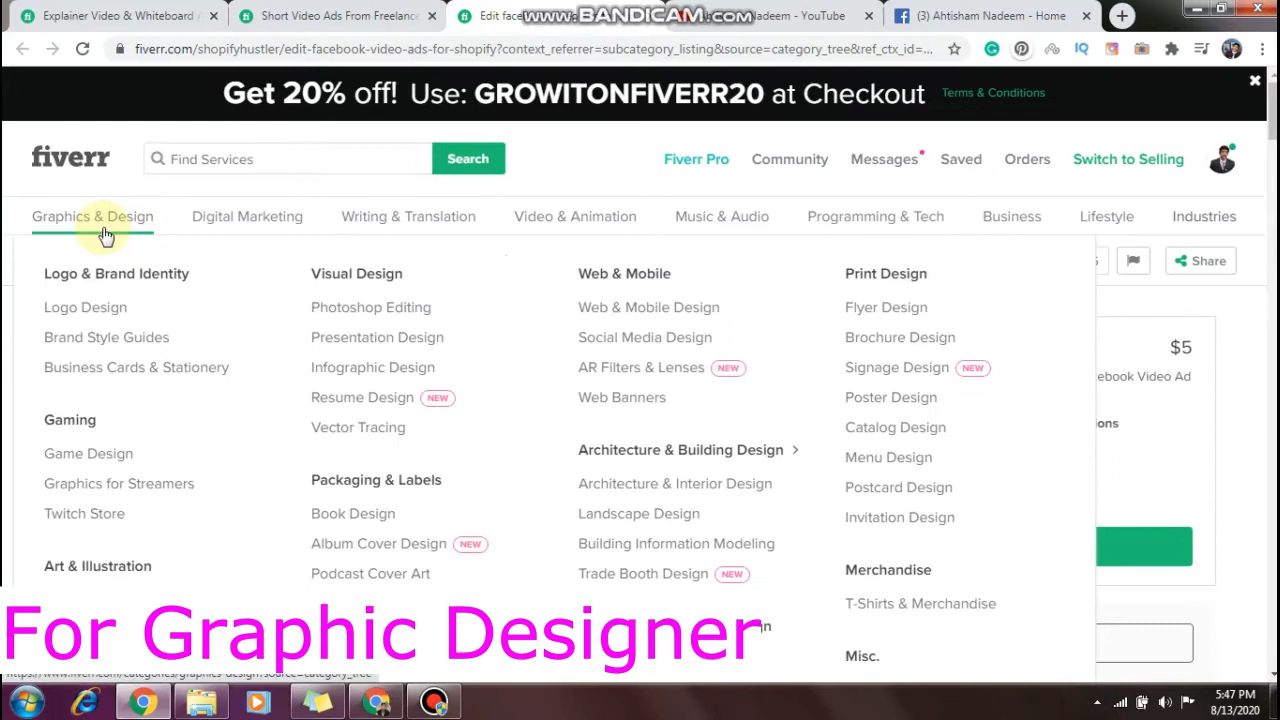 Explainer Video & Whiteboard A
Short Video Ads From Freelance
Edit face
WWW.BANDICAM.COM
Nadeem - YouTube
(3) Ahtisham Nadeem - Home
fiverr.com/shopifyhustler/edit-facebook-video-ads-for-shopify?context_referrer=subcategory_listing&source=category_tree&ref_ctx_id=...
Get 20% off! Use: GROWITONFIVERR20 at Checkout Terms & Conditions
fiverr
Find Services
Search
Fiverr Pro
Community
Messages
Saved
Orders
Switch to Selling
Graphics & Design
Digital Marketing
Writing & Translation
Video & Animation
Music & Audio
Programming & Tech
Business
Lifestyle
Industries
Share
Logo & Brand Identity
Logo Design
Brand Style Guides
Business Cards & Stationery
Gaming
Game Design
Graphics for Streamers
Twitch Store
Art & Illustration
Visual Design
Photoshop Editing
Presentation Design
Infographic Design
Resume Design NEW
Vector Tracing
Packaging & Labels
Book Design
Album Cover Design NEW
Podcast Cover Art
Web & Mobile
Web & Mobile Design
Social Media Design
AR Filters & Lenses NEW
Web Banners
Architecture & Building Design >
Architecture & Interior Design
Landscape Design
Building Information Modeling
Trade Booth Design NEW
Print Design
Flyer Design
Brochure Design
Signage Design NEW
Poster Design
Catalog Design
Menu Design
Postcard Design
Invitation Design
Merchandise
T-Shirts & Merchandise
Misc.
$5
ebook Video Ad
ions
For Graphic Designer
5:47 PM
8/13/2020